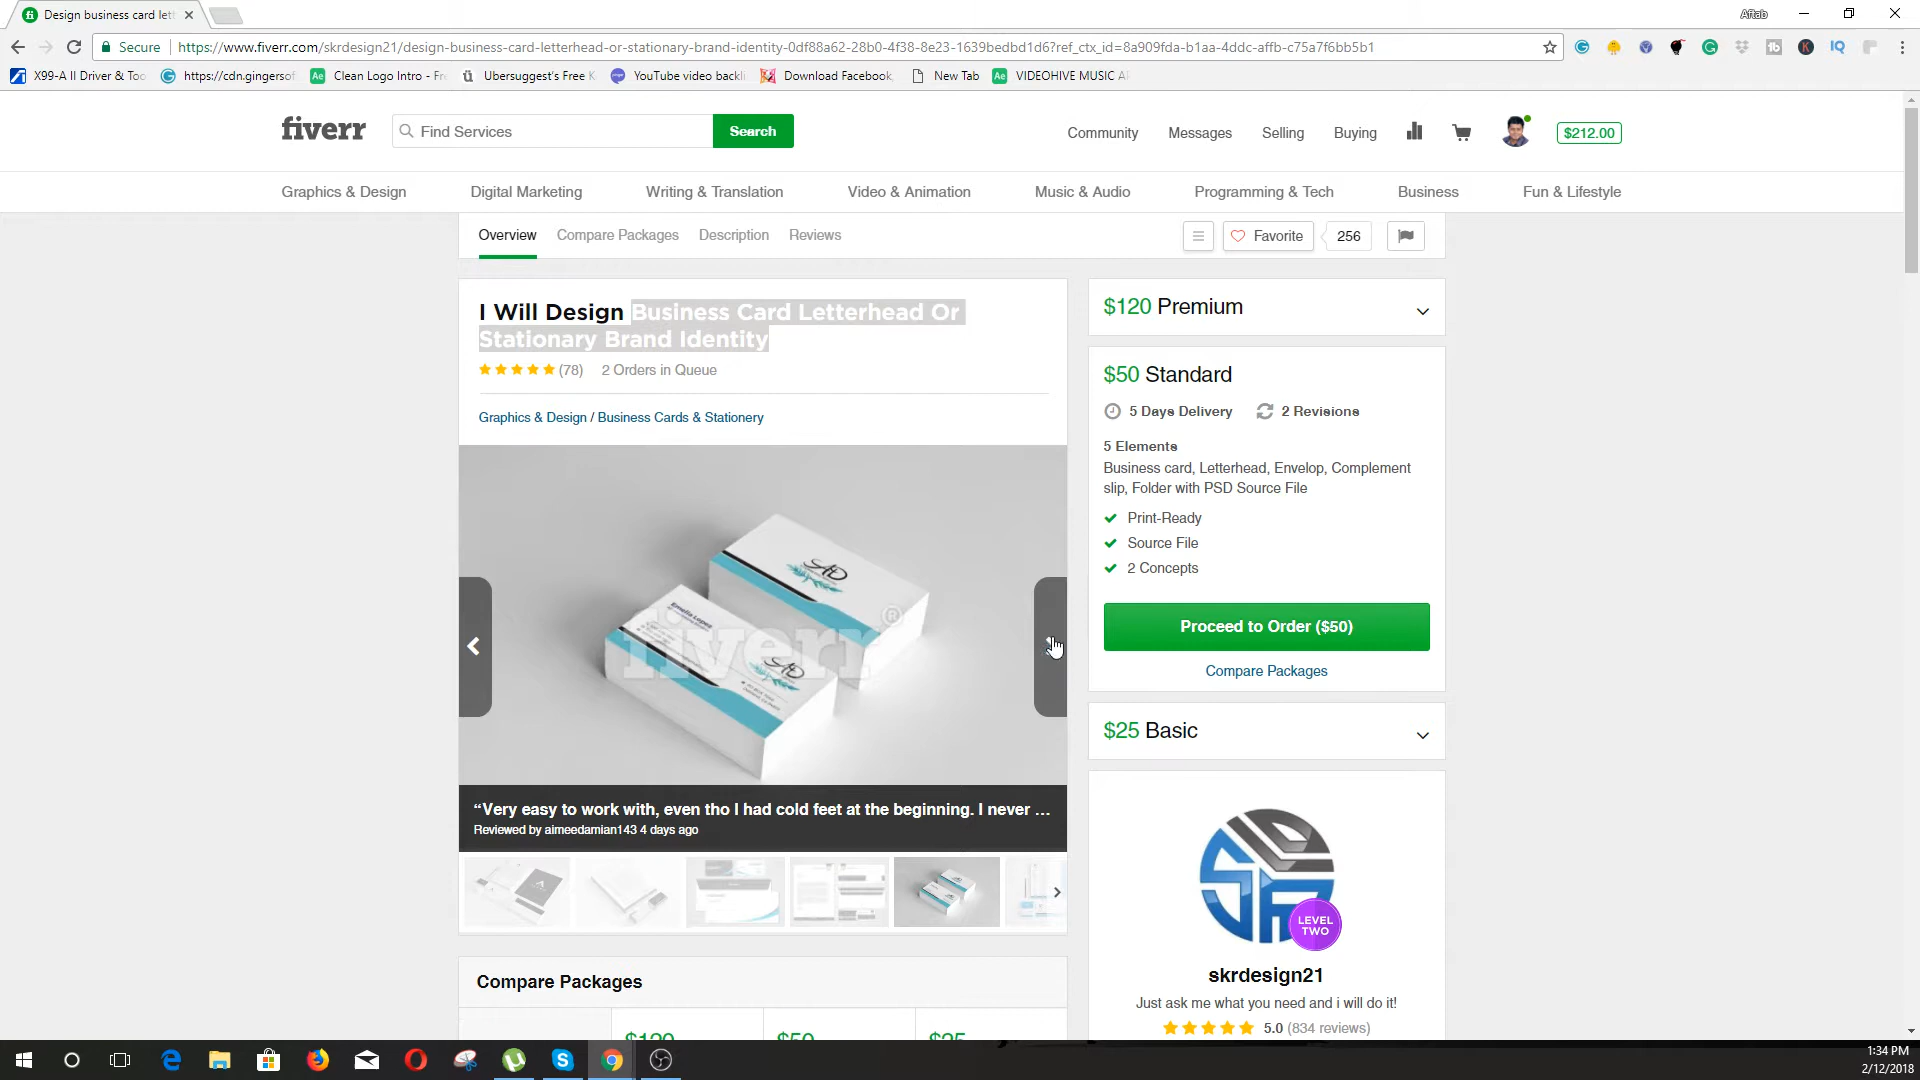 Design business card lett
Aftab
Secure
https://www.fiverr.com/skrdesign21/design-business-card-letterhead-or-stationary-brand-identity-0df88a62-28b0-4f38-8e23-1639bedbd1d6?ref_ctx_id=8a909fda-b1aa-4ddc-affb-c75a7f6bb5b1
X99-A II Driver & Too
https://cdn.gingersof
Clean Logo Intro - Fr
Ubersuggest's Free K
YouTube video backli
Download Facebook
New Tab
VIDEOHIVE MUSIC A
fiverr
Find Services
Search
Community
Messages
Selling
Buying
$212.00
Graphics & Design
Digital Marketing
Writing & Translation
Video & Animation
Music & Audio
Programming & Tech
Business
Fun & Lifestyle
Overview
Compare Packages
Description
Reviews
Favorite
256
I Will Design Business Card Letterhead Or
Stationary Brand Identity
(78)
2 Orders in Queue
Graphics & Design / Business Cards & Stationery
AD
Emelia Lopez
AD
fiverr®
“Very easy to work with, even tho I had cold feet at the beginning. I never ...
Reviewed by aimeedamian143 4 days ago
Compare Packages
$120
$50
$25
$120 Premium
$50 Standard
5 Days Delivery
2 Revisions
5 Elements
Business card, Letterhead, Envelop, Complement
slip, Folder with PSD Source File
Print-Ready
Source File
2 Concepts
Proceed to Order ($50)
Compare Packages
$25 Basic
LEVEL
TWO
skrdesign21
Just ask me what you need and i will do it!
5.0 (834 reviews)
1:34 PM
2/12/2018